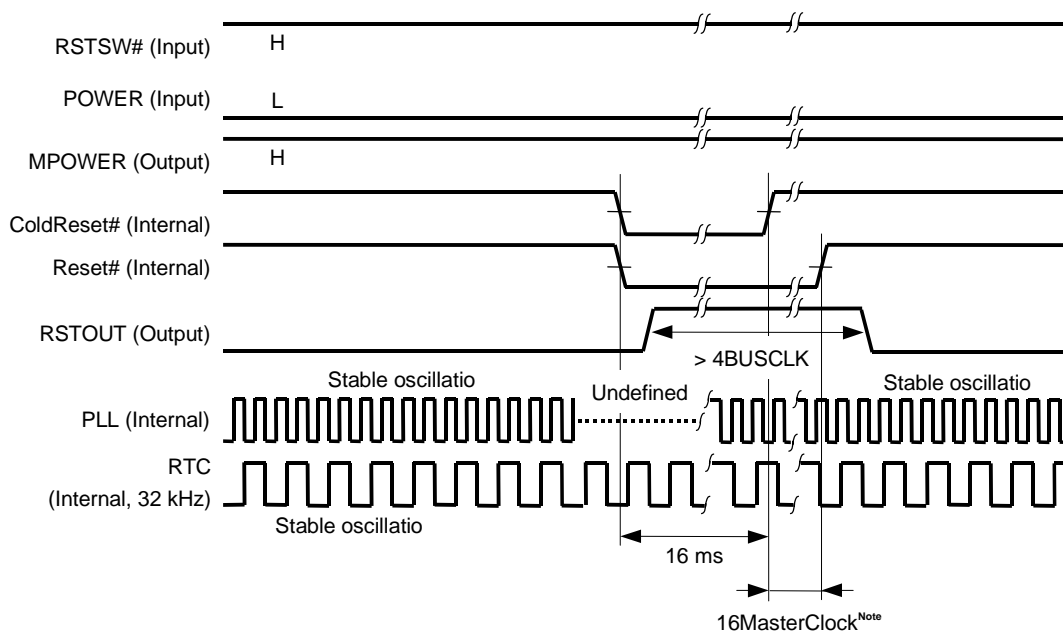 RSTSW# (Input)
H
POWER (Input)
L
MPOWER (Output)
H
ColdReset# (Internal)
Reset# (Internal)
RSTOUT (Output)
> 4BUSCLK
Stable oscillatio
Undefined
Stable oscillatio
PLL (Internal)
RTC
(Internal, 32 kHz)
Stable oscillatio
16 ms
16MasterClock Note